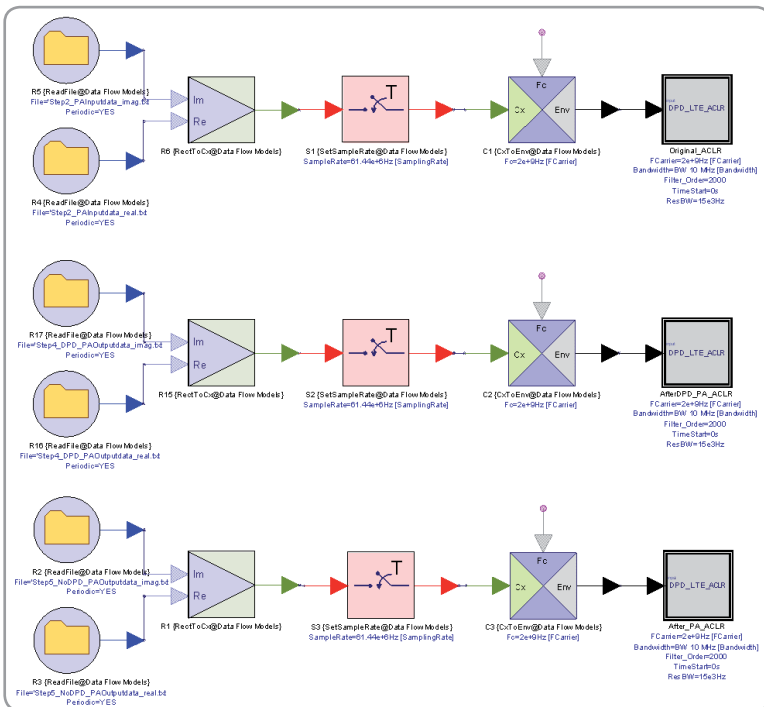 R5 {ReadFile@Data Flow Models}
File='Step2_PAInputdata_imag.txt
Periodic=YES
R4 {ReadFile@Data Flow Models}
File='Step2_PAInputdata_real.txt
Periodic=YES
Im
Re
R6 {RectToCx@Data Flow Models}
T
S1 {SetSampleRate@Data Flow Models}
SampleRate=61.44e+6Hz [SamplingRate]
Fc
Cx
Env
C1 {CxToEnv@Data Flow Models}
Fc=2e+9Hz [FCarrier]
DPD_LTE_ACLR
Original_ACLR
FCarrier=2e+9Hz [FCarrier]
Bandwidth=BW 10 MHz [Bandwidth]
Filter_Order=2000
TimeStart=0s
ResBW=15e3Hz
R17 {ReadFile@Data Flow Models}
File='Step4_DPD_PAOutputdata_imag.txt
Periodic=YES
R16 {ReadFile@Data Flow Models}
File='Step4_DPD_PAOutputdata_real.txt
Periodic=YES
Im
Re
R15 {RectToCx@Data Flow Models}
T
S2 {SetSampleRate@Data Flow Models}
SampleRate=61.44e+6Hz [SamplingRate]
Fc
Cx
Env
C2 {CxToEnv@Data Flow Models}
Fc=2e+9Hz [FCarrier]
DPD_LTE_ACLR
AfterDPD_PA_ACLR
FCarrier=2e+9Hz [FCarrier]
Bandwidth=BW 10 MHz [Bandwidth]
Filter_Order=2000
TimeStart=0s
ResBW=15e3Hz
R2 {ReadFile@Data Flow Models}
File='Step5_NoDPD_PAOutputdata_imag.txt
Periodic=YES
R3 {ReadFile@Data Flow Models}
File='Step5_NoDPD_PAOutputdata_real.txt
Periodic=YES
Im
Re
R1 {RectToCx@Data Flow Models}
T
S3 {SetSampleRate@Data Flow Models}
SampleRate=61.44e+6Hz [SamplingRate]
Fc
Cx
Env
C3 {CxToEnv@Data Flow Models}
Fc=2e+9Hz [FCarrier]
DPD_LTE_ACLR
After_PA_ACLR
FCarrier=2e+9Hz [FCarrier]
Bandwidth=BW 10 MHz [Bandwidth]
Filter_Order=2000
TimeStart=0s
ResBW=15e3Hz